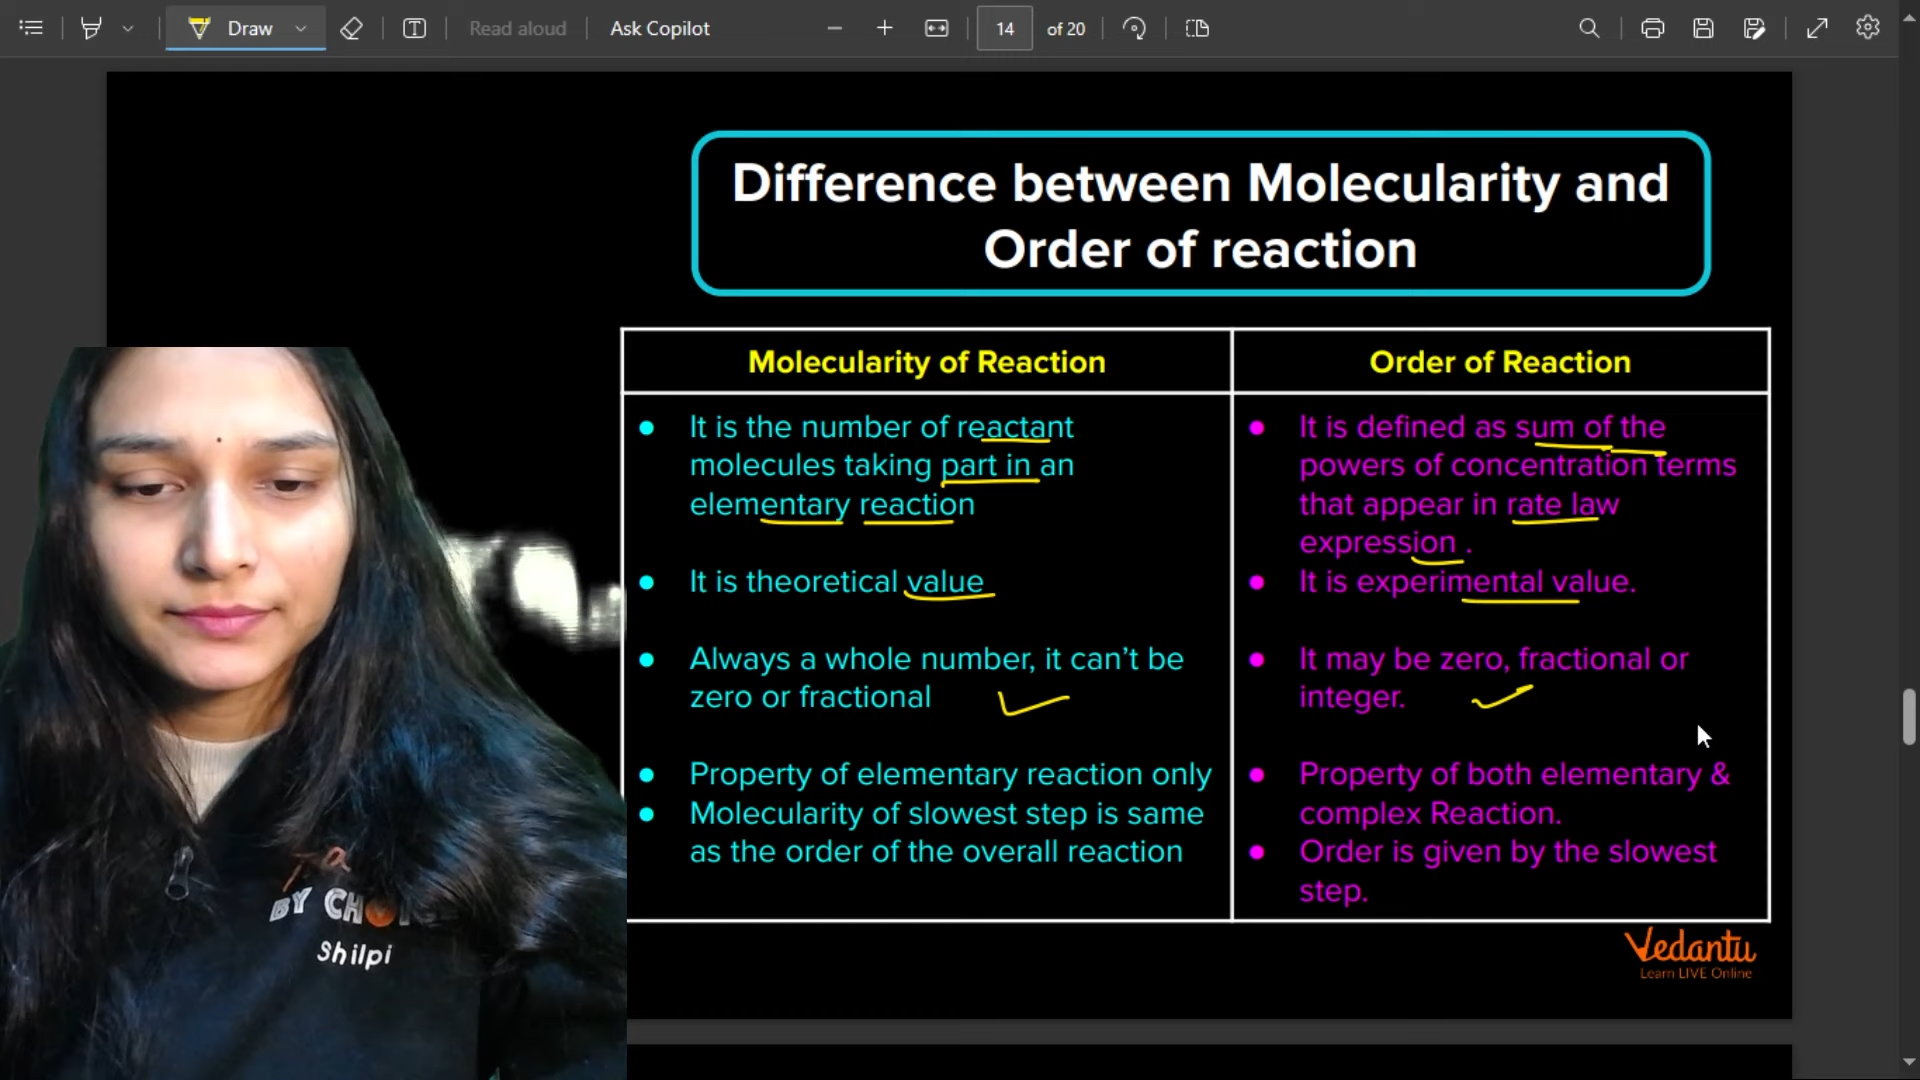 Draw
Read aloud
Ask Copilot
14
of 20
Difference between Molecularity and
Order of reaction
Molecularity of Reaction
It is the number of reactant
molecules taking part in an
elementary reaction
It is theoretical value
Always a whole number, it can’t be
zero or fractional
Property of elementary reaction only
Molecularity of slowest step is same
as the order of the overall reaction
Order of Reaction
It is defined as sum of the
powers of concentration terms
that appear in rate law
expression .
It is experimental value.
It may be zero, fractional or
integer.
Property of both elementary &
complex Reaction.
Order is given by the slowest
step.
BY
Shilpi
Vedantu
Learn LIVE Online